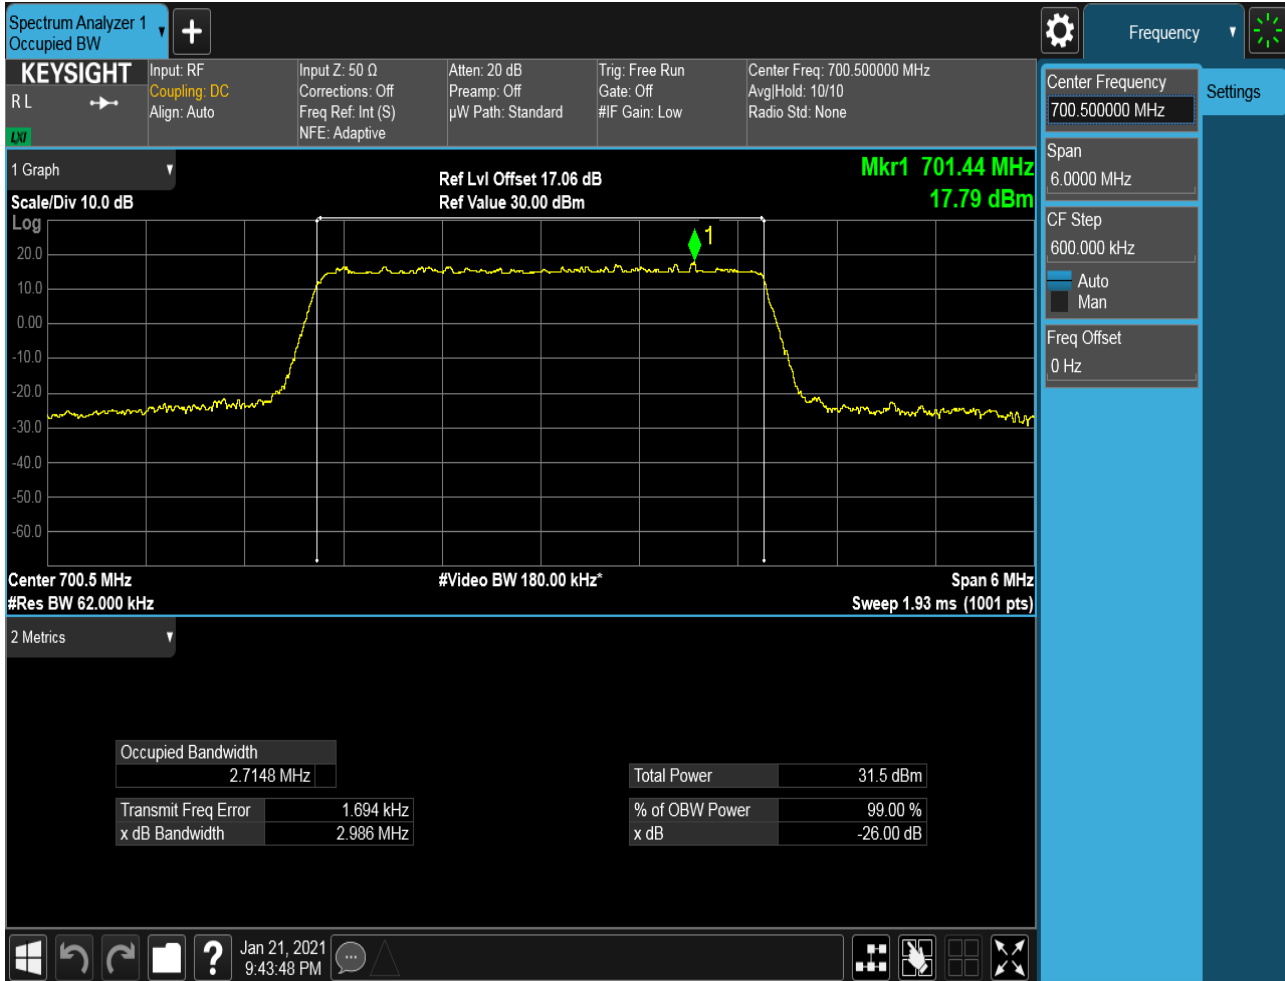 Spectrum Analyzer 1
Occupied BW
Frequency
KEYSIGHT
R L
LXI
Input: RF
Coupling: DC
Align: Auto
Input Z: 50 Ω
Corrections: Off
Freq Ref: Int (S)
NFE: Adaptive
Atten: 20 dB
Preamp: Off
µW Path: Standard
Trig: Free Run
Gate: Off
#IF Gain: Low
Center Freq: 700.500000 MHz
Avg|Hold: 10/10
Radio Std: None
Center Frequency
700.500000 MHz
Settings
Span
6.0000 MHz
CF Step
600.000 kHz
Auto
Man
Freq Offset
0 Hz
1 Graph
Scale/Div 10.0 dB
Ref Lvl Offset 17.06 dB
Ref Value 30.00 dBm
Mkr1 701.44 MHz
17.79 dBm
Log
1
20.0
10.0
0.00
-10.0
-20.0
-30.0
-40.0
-50.0
-60.0
Center 700.5 MHz
#Video BW 180.00 kHz*
Span 6 MHz
#Res BW 62.000 kHz
Sweep 1.93 ms (1001 pts)
2 Metrics
Occupied Bandwidth
2.7148 MHz
Total Power 31.5 dBm
Transmit Freq Error 1.694 kHz
% of OBW Power 99.00 %
x dB Bandwidth 2.986 MHz
x dB -26.00 dB
?
Jan 21, 2021
9:43:48 PM